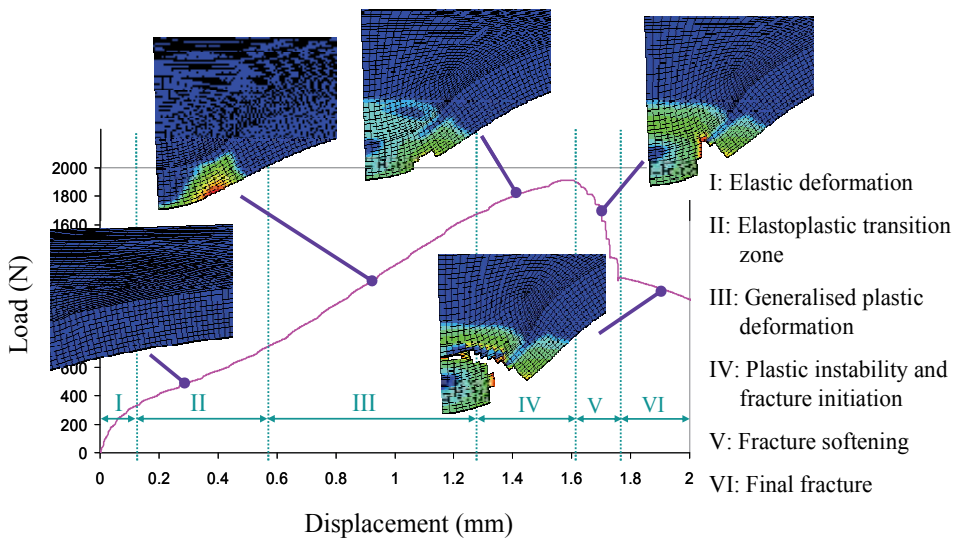 2000
1800
1600
600
400
200
0
Load (N)
I
II
III
IV
V
VI
0
0.2
0.4
0.6
0.8
1
1.2
1.4
1.6
1.8
2
Displacement (mm)
I: Elastic deformation
II: Elastoplastic transition
zone
III: Generalised plastic
deformation
IV: Plastic instability and
fracture initiation
V: Fracture softening
VI: Final fracture